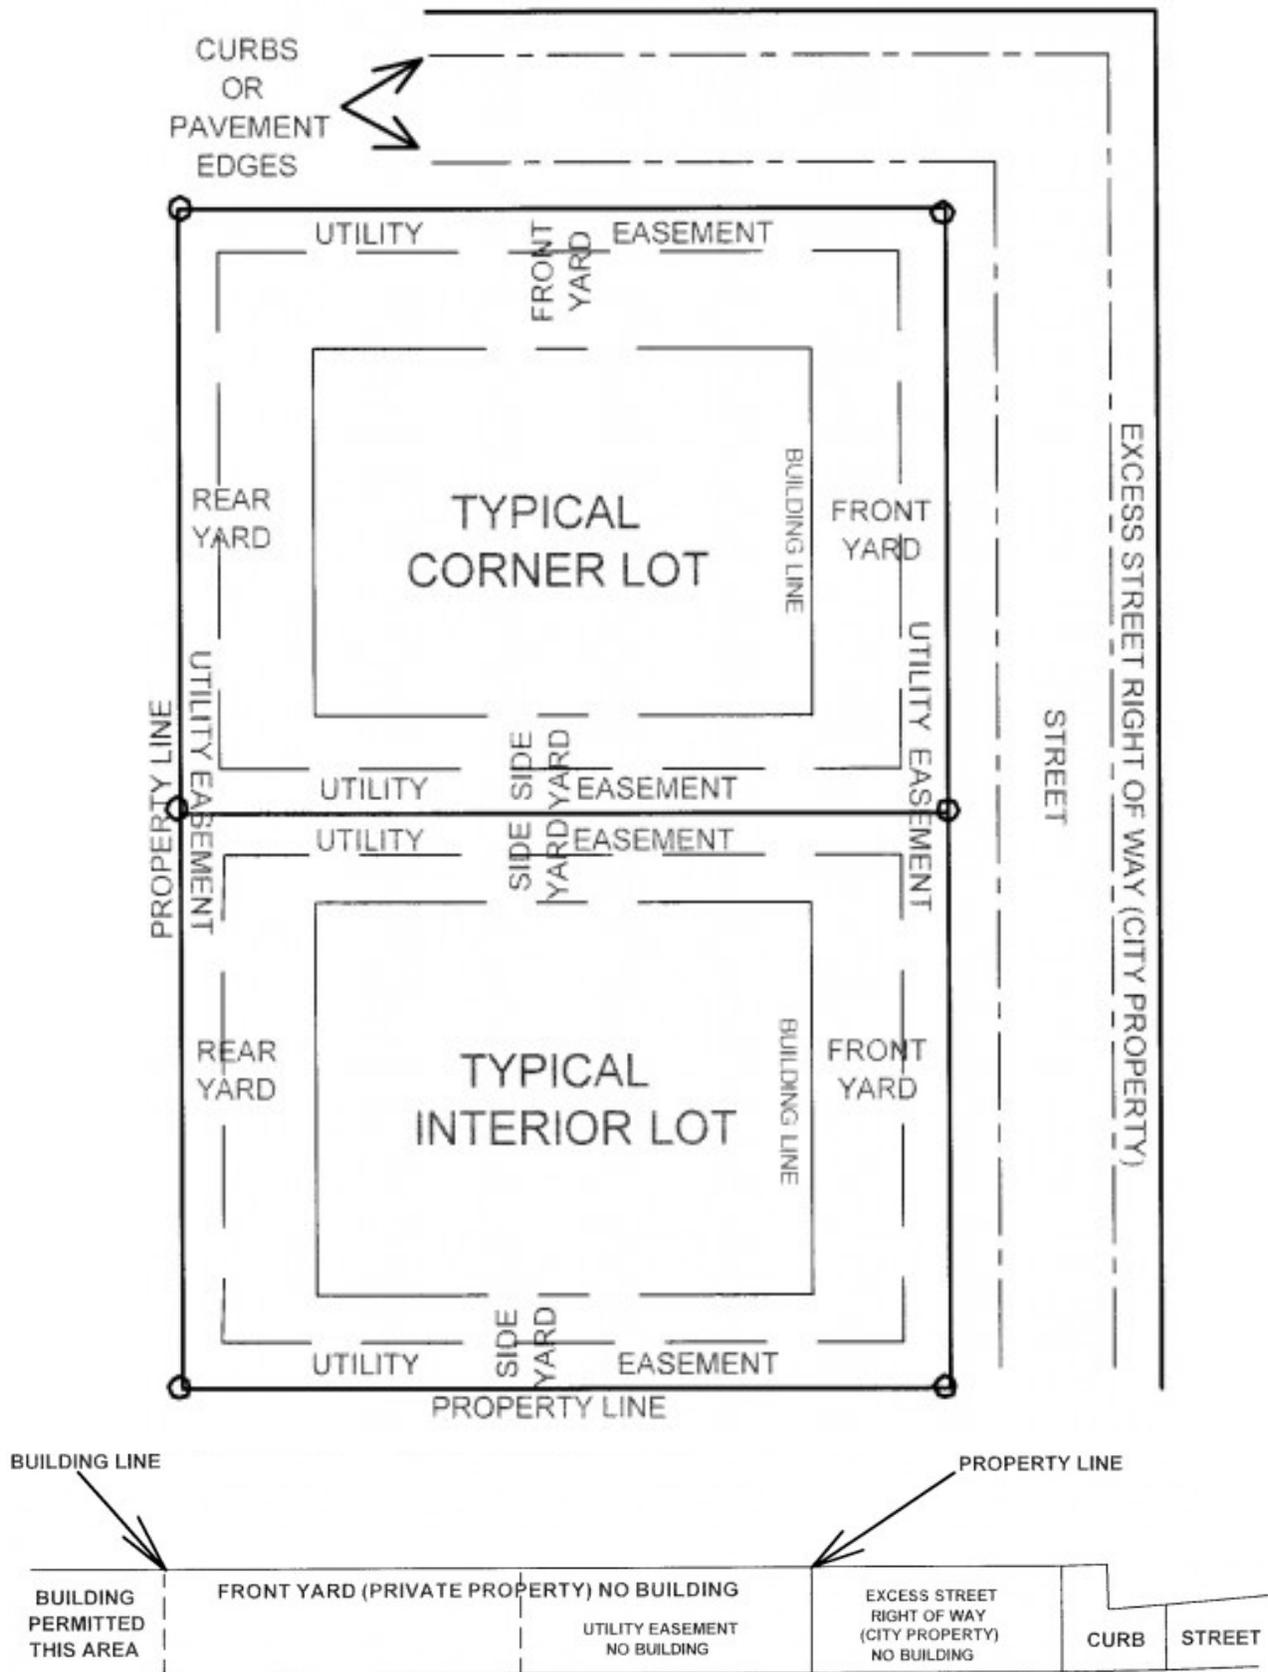 CURBS
OR
PAVEMENT
EDGES
UTILITY
FRONT
YARD
EASEMENT
REAR
YARD
TYPICAL
CORNER LOT
BUILDING LINE
FRONT
YARD
EXCESS STREET RIGHT OF WAY (CITY PROPERTY)
PROPERTY LINE
UTILITY EASEMENT
UTILITY EASEMENT
STREET
UTILITY
SIDE
YARD
EASEMENT
UTILITY
SIDE
YARD
EASEMENT
REAR
YARD
TYPICAL
INTERIOR LOT
BUILDING LINE
FRONT
YARD
UTILITY
SIDE
YARD
EASEMENT
PROPERTY LINE
BUILDING LINE
PROPERTY LINE
BUILDING
PERMITTED
THIS AREA
FRONT YARD (PRIVATE PROPERTY) NO BUILDING
UTILITY EASEMENT
NO BUILDING
EXCESS STREET
RIGHT OF WAY
(CITY PROPERTY)
NO BUILDING
CURB
STREET